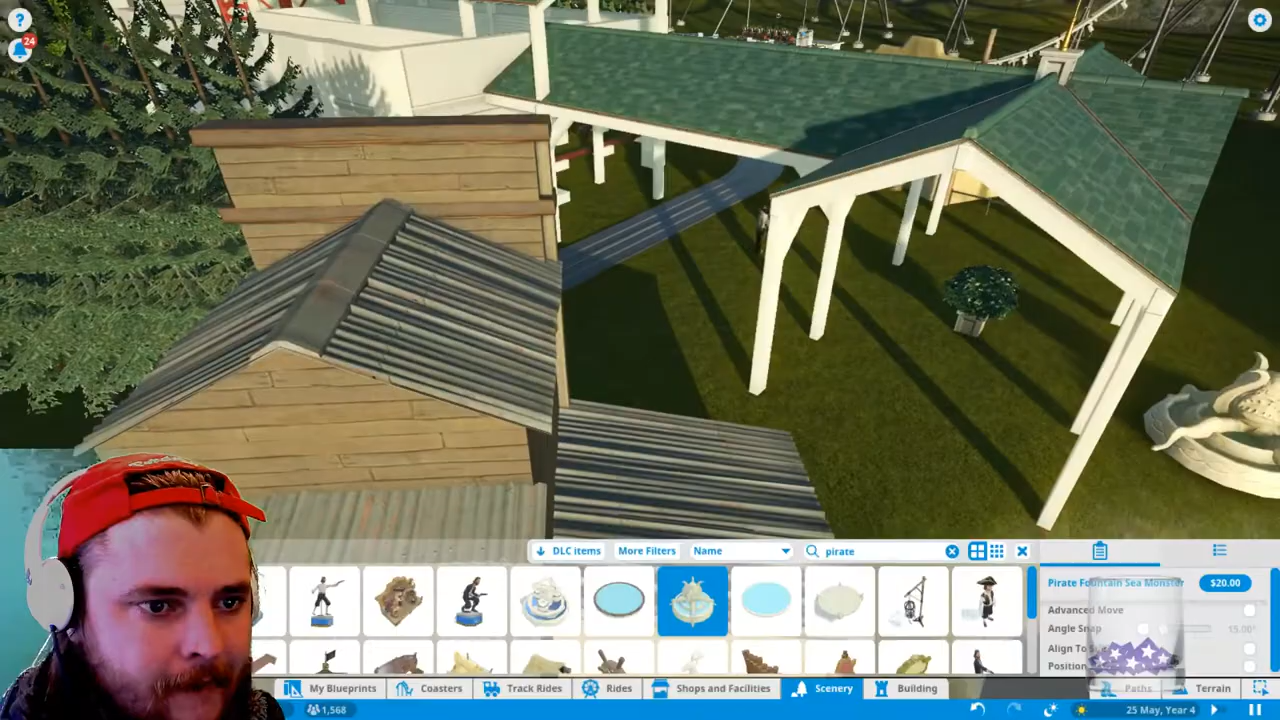 ?
24
DLC items
More Filters
Name
pirate
Pirate Fountain Sea Monster
$20.00
Advanced Move
Angle Snap
15.00°
Align To
Position
My Blueprints
Coasters
Track Rides
Rides
Shops and Facilities
Scenery
Building
Paths
Terrain
1,568
25 May, Year 4